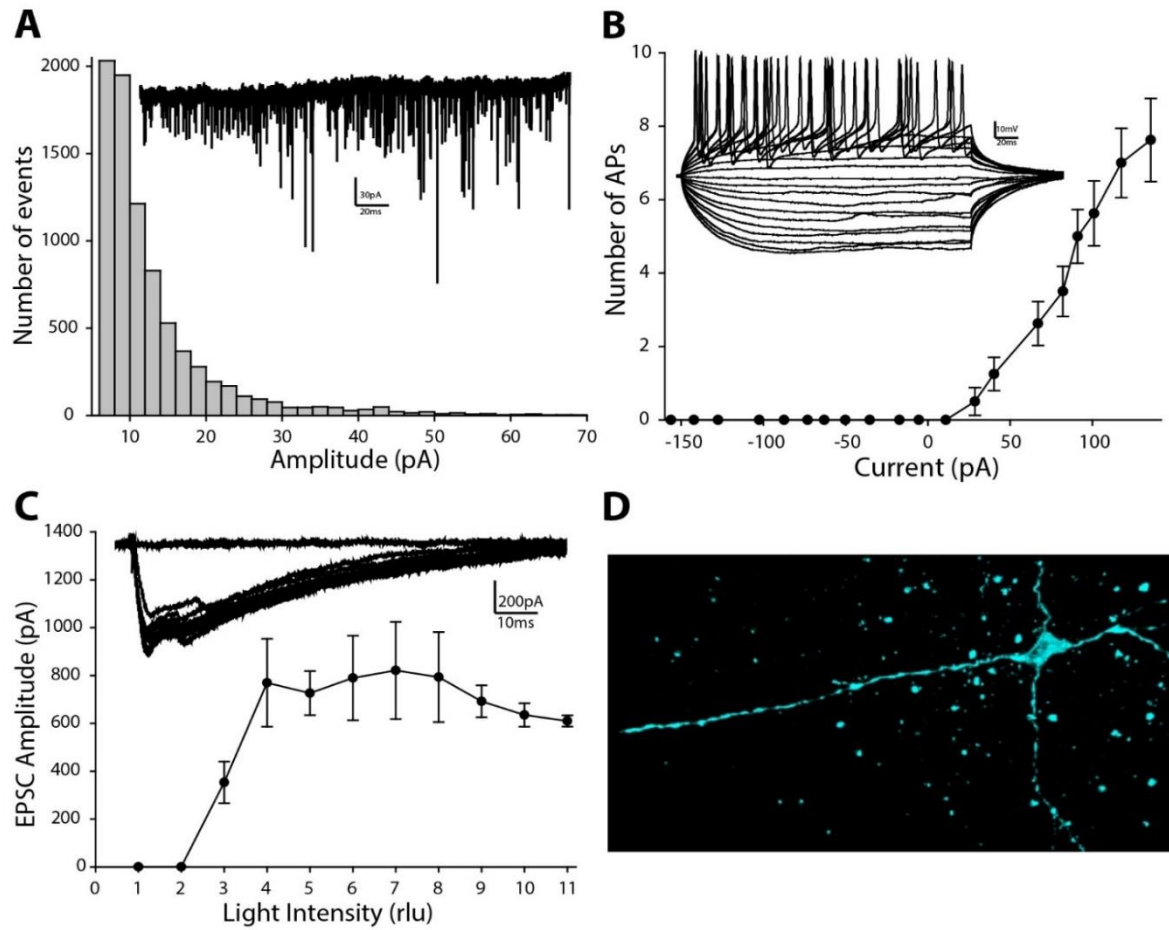 A
Number of events
2000
1500
1000
500
0
10
20
30
40
50
60
70
Amplitude (pA)
30pA
20ms
B
Number of APs
10
8
6
4
2
0
-150
-100
-50
0
50
100
Current (pA)
10mV
20ms
C
EPSC Amplitude (pA)
1400
1200
1000
800
600
400
200
0
0
1
2
3
4
5
6
7
8
9
10
11
Light Intensity (rlu)
200pA
10ms
D